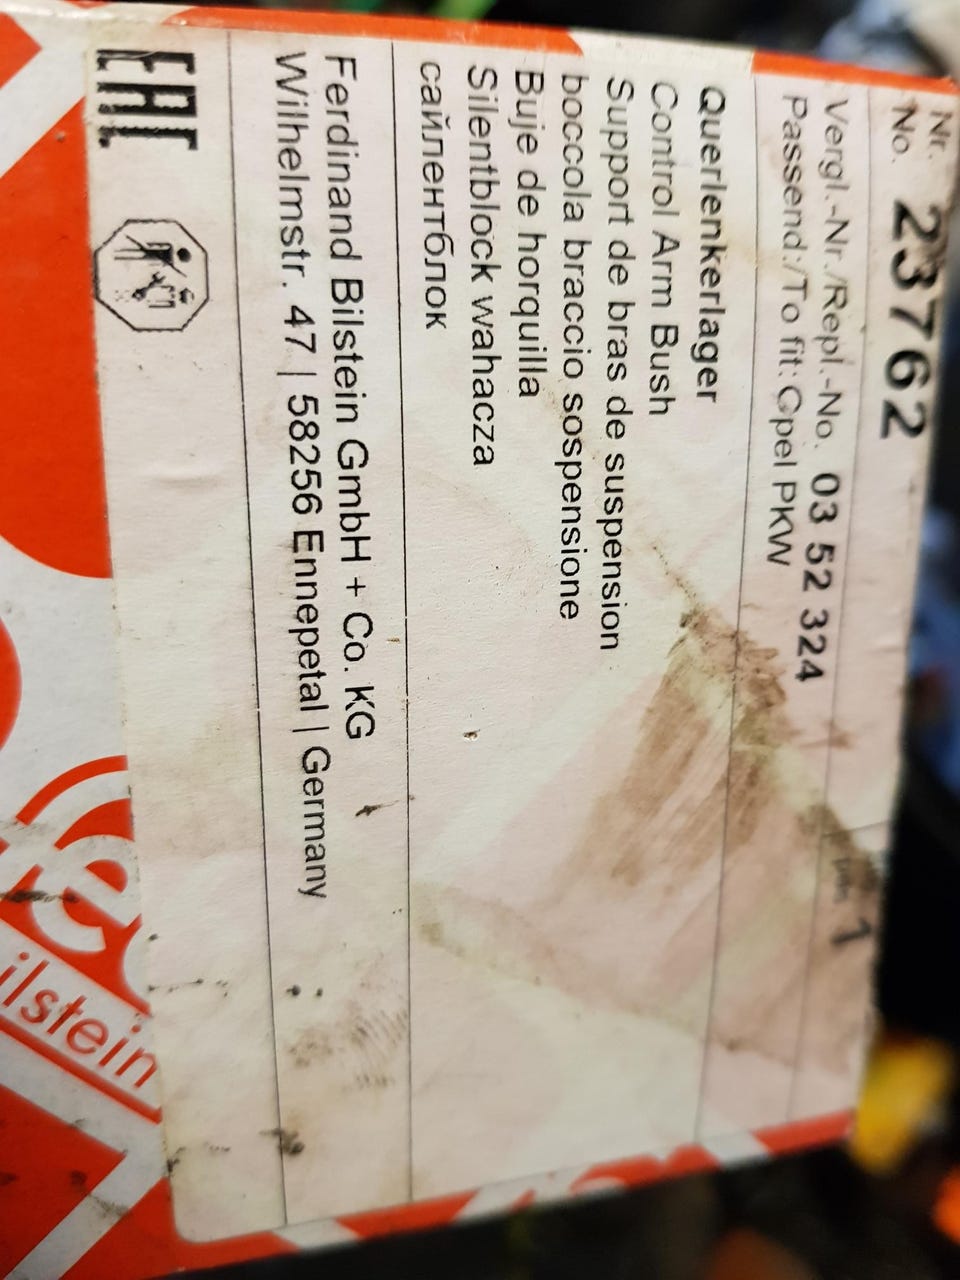 Nr.
No. 23762
1
Vergl.-Nr./Repl.-No. 03 52 324
Passend:/To fit: Opel PKW
Querlenkerlager
Control Arm Bush
Support de bras de suspension
boccola braccio sospensione
Buje de horquilla
Silentblock wahacza
сайлентблок
Ferdinand Bilstein GmbH + Co. KG
Wilhelmstr. 47 | 58256 Ennepetal | Germany
EAC
ilstein